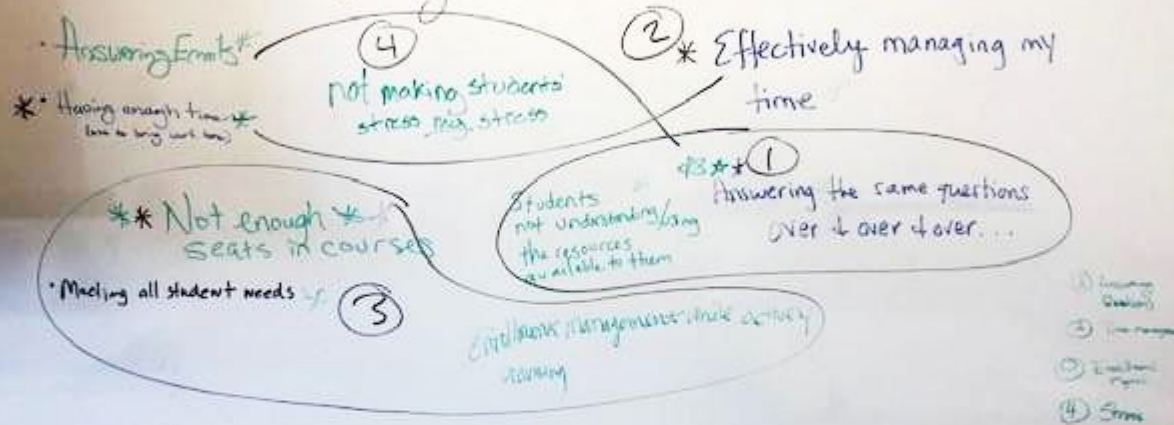 · Answering Emails *
4
2
* Effectively managing my
time
** · Having enough time *
not making students'
stress my stress
* * 1
Answering the same questions
over & over & over...
Students
not understanding/using
the resources
available to them
** Not enough *
seats in courses
· Meeting all student needs
3
Enrollment management while actively
(4) Stress